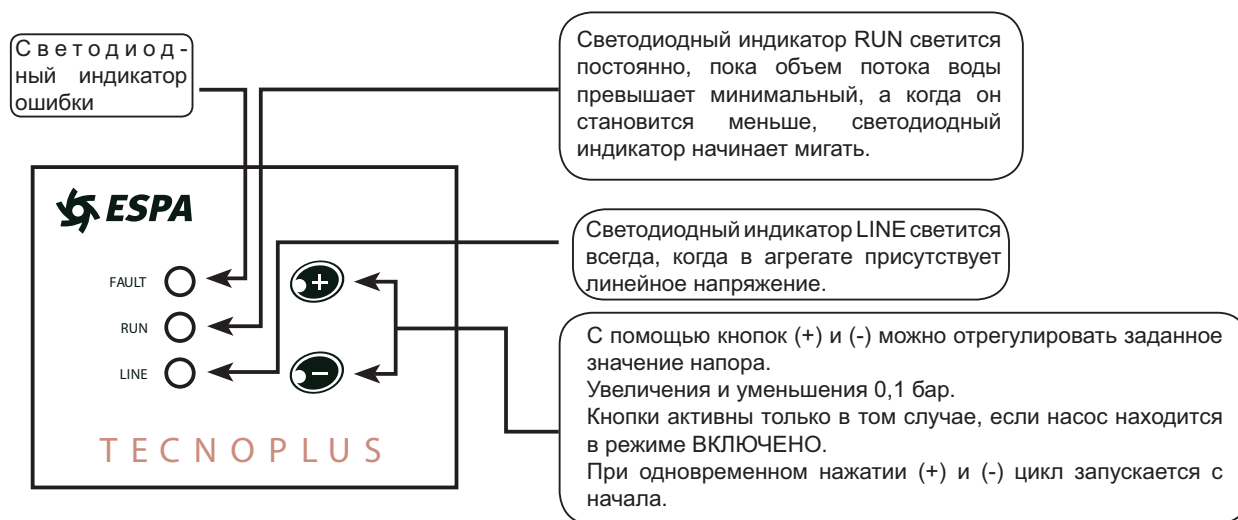 С в е т о д и о д -
ный индикатор
ошибки
Светодиодный индикатор RUN светится
постоянно, пока объем потока воды
превышает минимальный, а когда он
становится меньше, светодиодный
индикатор начинает мигать.
ESPA
Светодиодный индикатор LINE светится
всегда, когда в агрегате присутствует
линейное напряжение.
FAULT
+
RUN
LINE
-
С помощью кнопок (+) и (-) можно отрегулировать заданное
значение напора.
Увеличения и уменьшения 0,1 бар.
Кнопки активны только в том случае, если насос находится
в режиме ВКЛЮЧЕНО.
При одновременном нажатии (+) и (-) цикл запускается с
начала.
TECNOPLUS